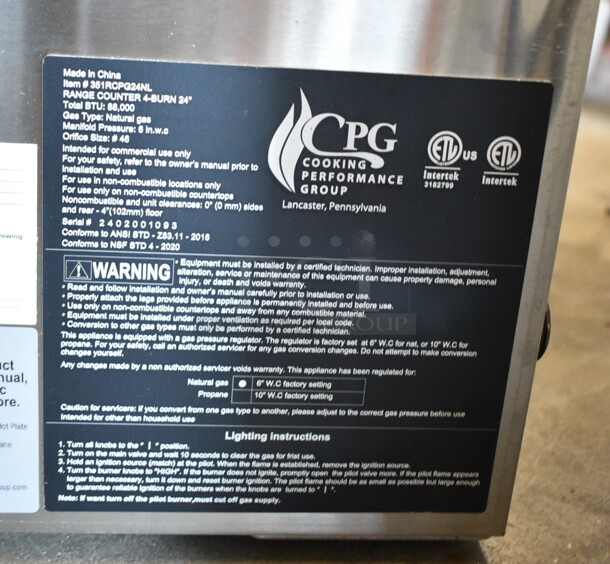 Made in China
Item # 351RCPG24NL
RANGE COUNTER 4-BURN 24"
Total BTU: 88,000
Gas Type: Natural gas
Manifold Pressure: 6 in.w.c
Orifice Size: # 46
Intended for commercial use only
For your safety, refer to the owner's manual prior to
installation and use
For use in non-combustible locations only
For use only on non-combustible countertops
Noncombustible and unit clearances: 0" (0 mm) sides
and rear - 4"(102mm) floor
Serial # 2402001093
Conforms to ANSI STD - Z83.11 - 2016
Conforms to NSF STD 4 - 2020
CPG
COOKING
PERFORMANCE
GROUP
Lancaster, Pennsylvania
ETL US
Intertek
3182799
ETL
Intertek
WARNING
• Equipment must be installed by a certified technician. Improper installation, adjustment,
alteration, service or maintenance of this equipment can cause property damage, personal
injury, or death and voids warranty.
• Read and follow installation and owner's manual carefully prior to installation or use.
• Properly attach the legs provided before appliance is permanently installed and before use.
• Use only on non-combustible countertops and away from any combustible material.
• Equipment must be installed under proper ventilation as required per local code.
• Conversion to other gas types must only be performed by a certified technician.
This appliance is equipped with a gas pressure regulator. The regulator is factory set at 6" W.C for nat, or 10" W.C for
propane. For your safety, call an authorized servicer for any gas conversion changes. Do not attempt to make conversion
changes yourself.
Any changes made by a non authorized servicer voids warranty. This appliance has been regulated for:
Natural gas 6" W.C factory setting
Propane 10" W.C factory setting
Caution for servicers: if you convert from one gas type to another, please adjust to the correct gas pressure before use
Intended for other than household use
Lighting instructions
1. Turn all knobs to the " | " position.
2. Turn on the main valve and wait 10 seconds to clear the gas for frist use.
3. Hold an ignition source (match) at the pilot. When the flame is established, remove the ignition source.
4. Turn the burner knobs to "HIGH". If the burner does not ignite, promptly open the pilot valve more. If the pilot flame appears
larger than necessary, turn it down and reset burner ignition. The pilot flame should be as small as possible but large enough
to guarantee reliable ignition of the burners when the knobs are turned to " | ".
Note: If want turn off the pilot burner,must cut off gas supply.
GROUP
owing
nual,
ore.
Hot Plate
oup.com